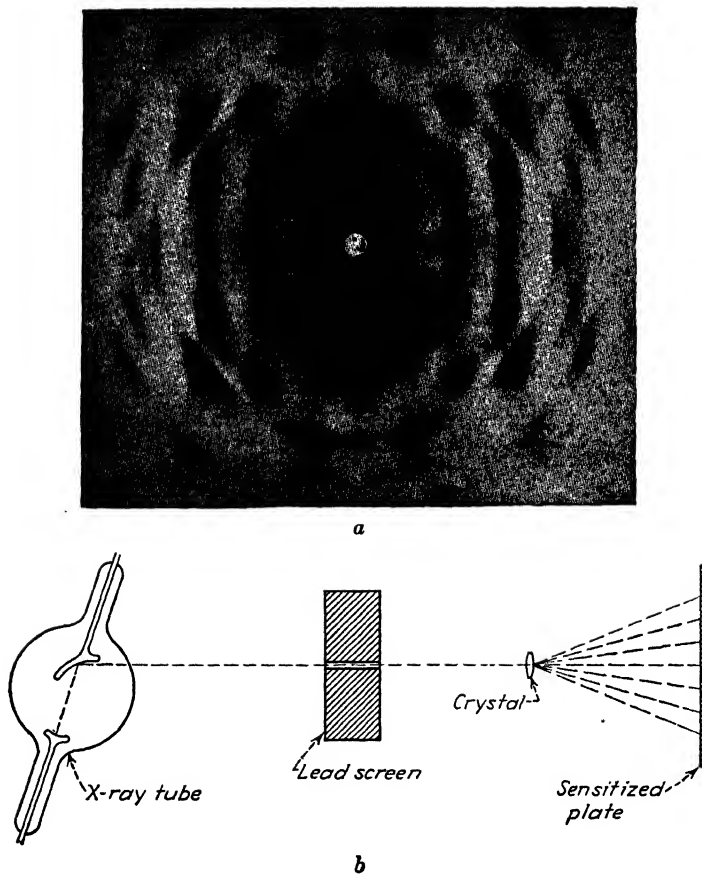 a
Crystal
Lead screen
X-ray tube
Sensitized
plate
b